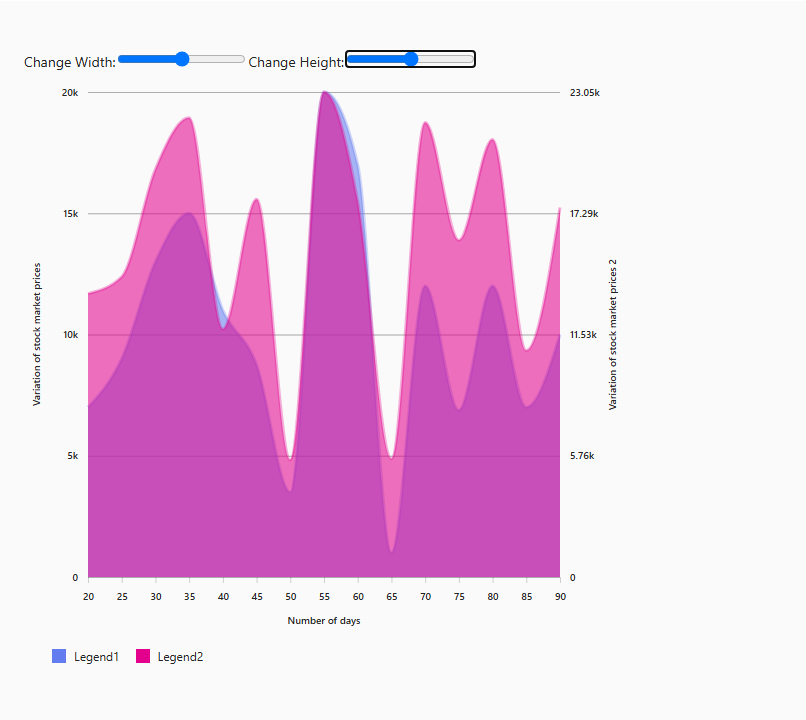 Change Width: Change Height:
20k 23.05k
15k 17.29k
Variation of stock market prices
Variation of stock market prices 2
10k 11.53k
5k 5.76k
0 0
20 25 30 35 40 45 50 55 60 65 70 75 80 85 90
Number of days
Legend1 Legend2